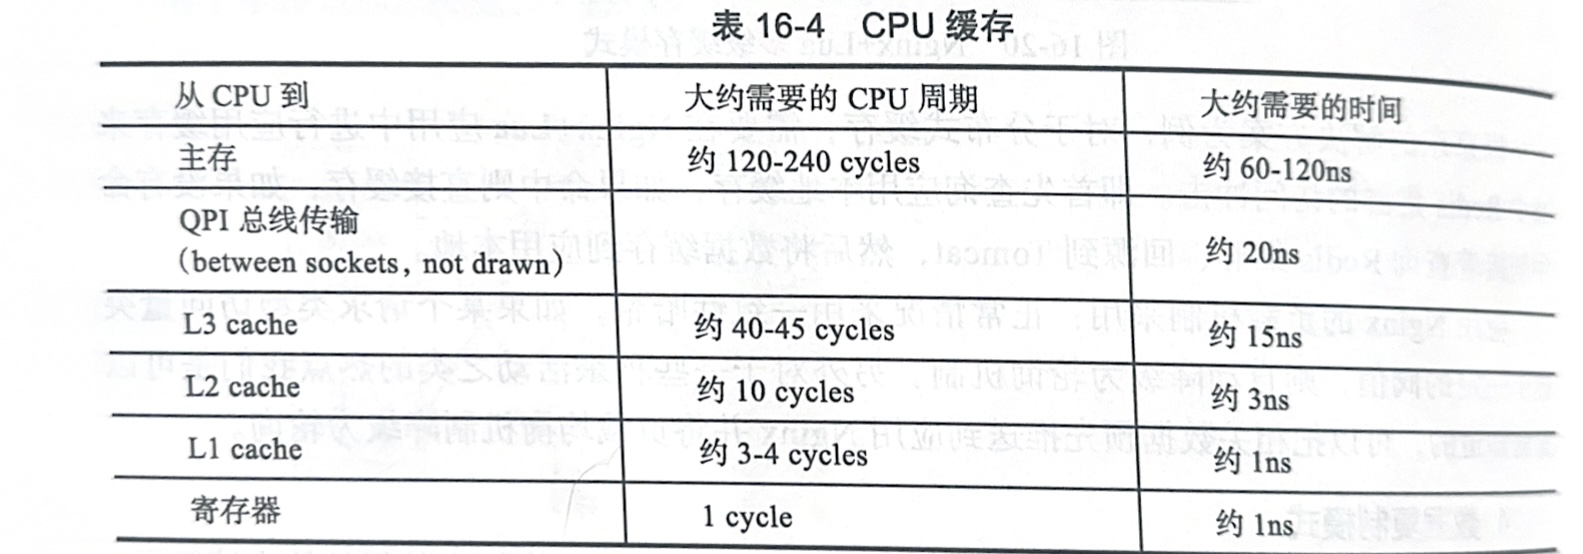 表 16-4 CPU 缓存
从 CPU 到 大约需要的 CPU 周期 大约需要的时间
主存 约 120-240 cycles 约 60-120ns
QPI 总线传输
(between sockets, not drawn) 约 20ns
L3 cache 约 40-45 cycles 约 15ns
L2 cache 约 10 cycles 约 3ns
L1 cache 约 3-4 cycles 约 1ns
寄存器 1 cycle 约 1ns